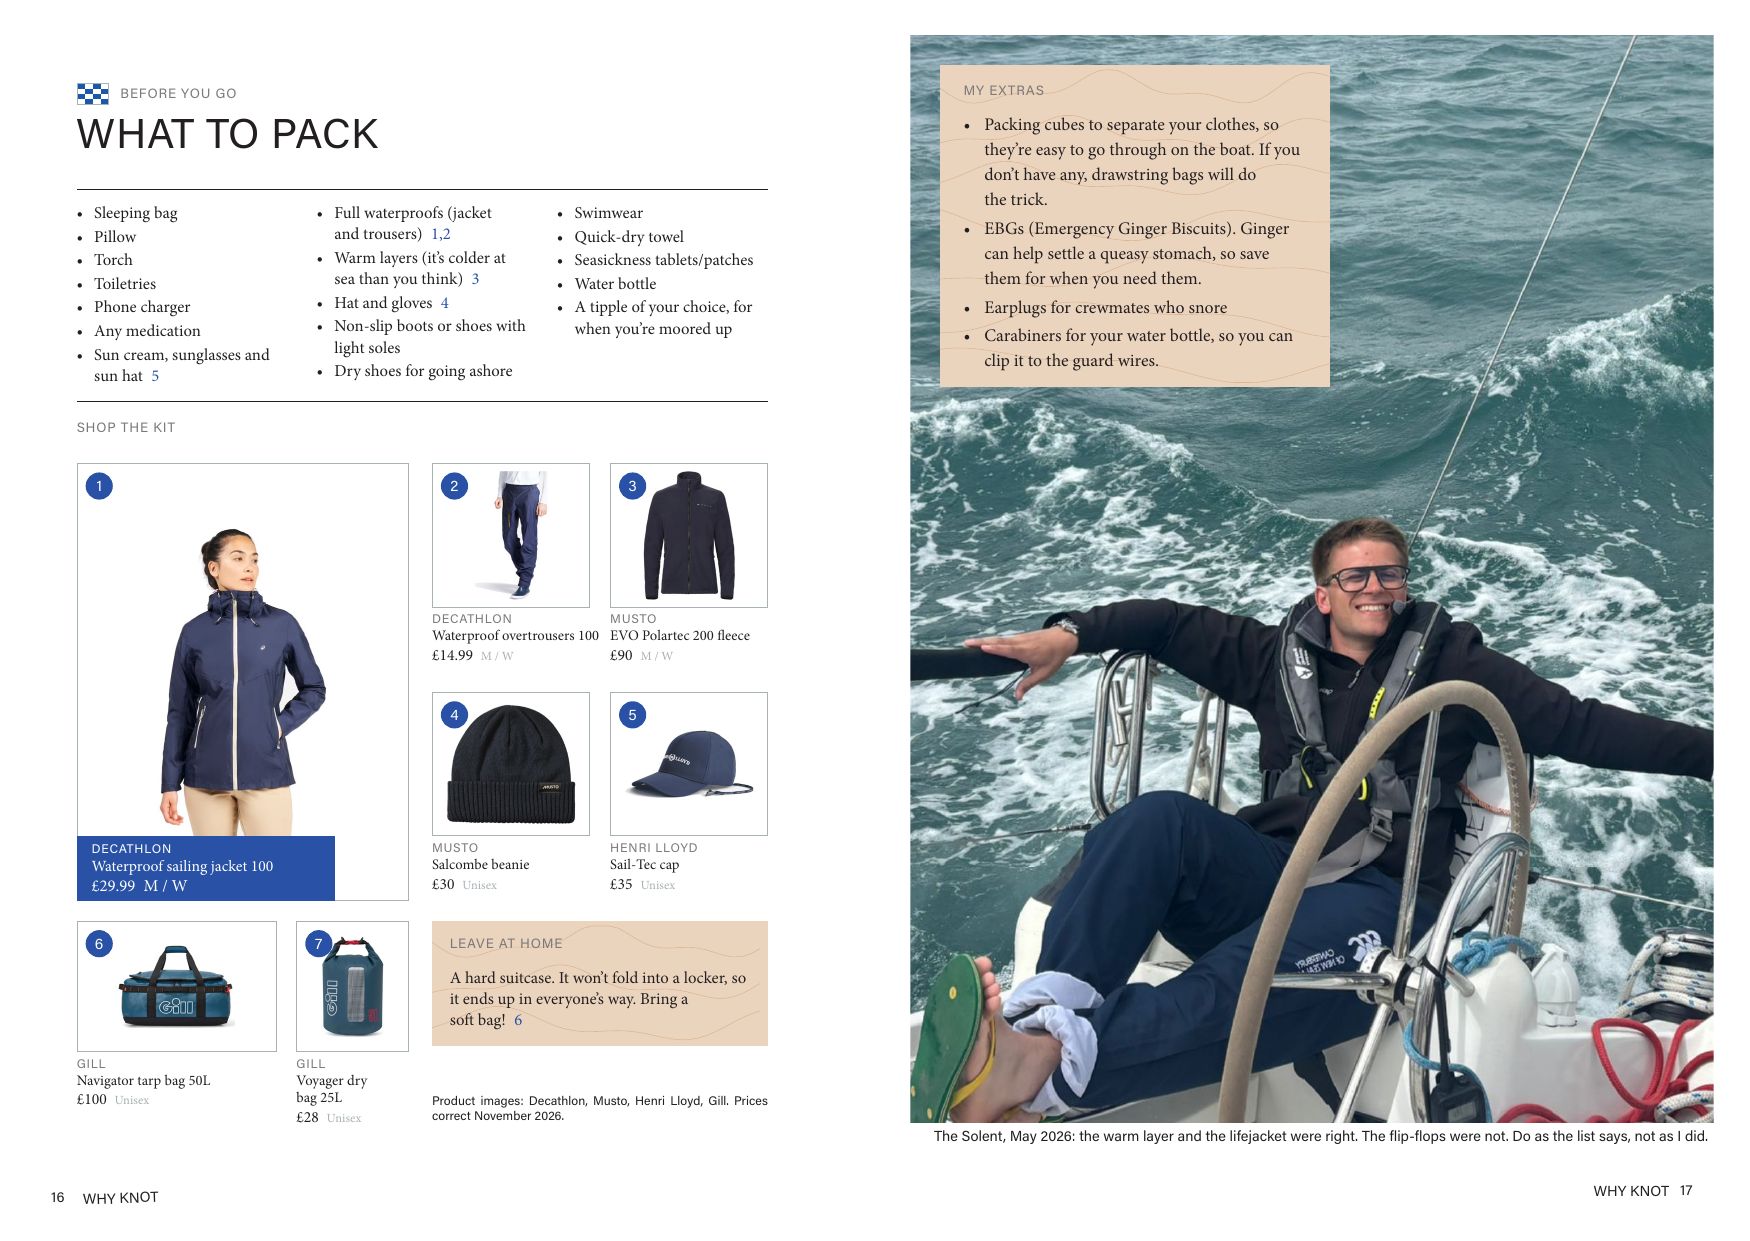 BEFORE YOU GO
WHAT TO PACK
• Sleeping bag
• Pillow
• Torch
• Toiletries
• Phone charger
• Any medication
• Sun cream, sunglasses and
sun hat 5
• Full waterproofs (jacket
and trousers) 1,2
• Warm layers (it’s colder at
sea than you think) 3
• Hat and gloves 4
• Non-slip boots or shoes with
light soles
• Dry shoes for going ashore
• Swimwear
• Quick-dry towel
• Seasickness tablets/patches
• Water bottle
• A tipple of your choice, for
when you’re moored up
SHOP THE KIT
1
DECATHLON
Waterproof sailing jacket 100
£29.99 M / W
2
DECATHLON
Waterproof overtrousers 100
£14.99 M / W
3
MUSTO
EVO Polartec 200 fleece
£90 M / W
4
MUSTO
MUSTO
Salcombe beanie
£30 Unisex
5
HENRI LLOYD
Sail-Tec cap
£35 Unisex
6
Gill
GILL
Navigator tarp bag 50L
£100 Unisex
7
Gill
GILL
Voyager dry
bag 25L
£28 Unisex
LEAVE AT HOME
A hard suitcase. It won’t fold into a locker, so
it ends up in everyone’s way. Bring a
soft bag! 6
Product images: Decathlon, Musto, Henri Lloyd, Gill. Prices
correct November 2026.
16 WHY KNOT
MY EXTRAS
• Packing cubes to separate your clothes, so
they’re easy to go through on the boat. If you
don’t have any, drawstring bags will do
the trick.
• EBGs (Emergency Ginger Biscuits). Ginger
can help settle a queasy stomach, so save
them for when you need them.
• Earplugs for crewmates who snore
• Carabiners for your water bottle, so you can
clip it to the guard wires.
CANTERBURY
OF NEW ZEALAND
The Solent, May 2026: the warm layer and the lifejacket were right. The flip-flops were not. Do as the list says, not as I did.
WHY KNOT 17